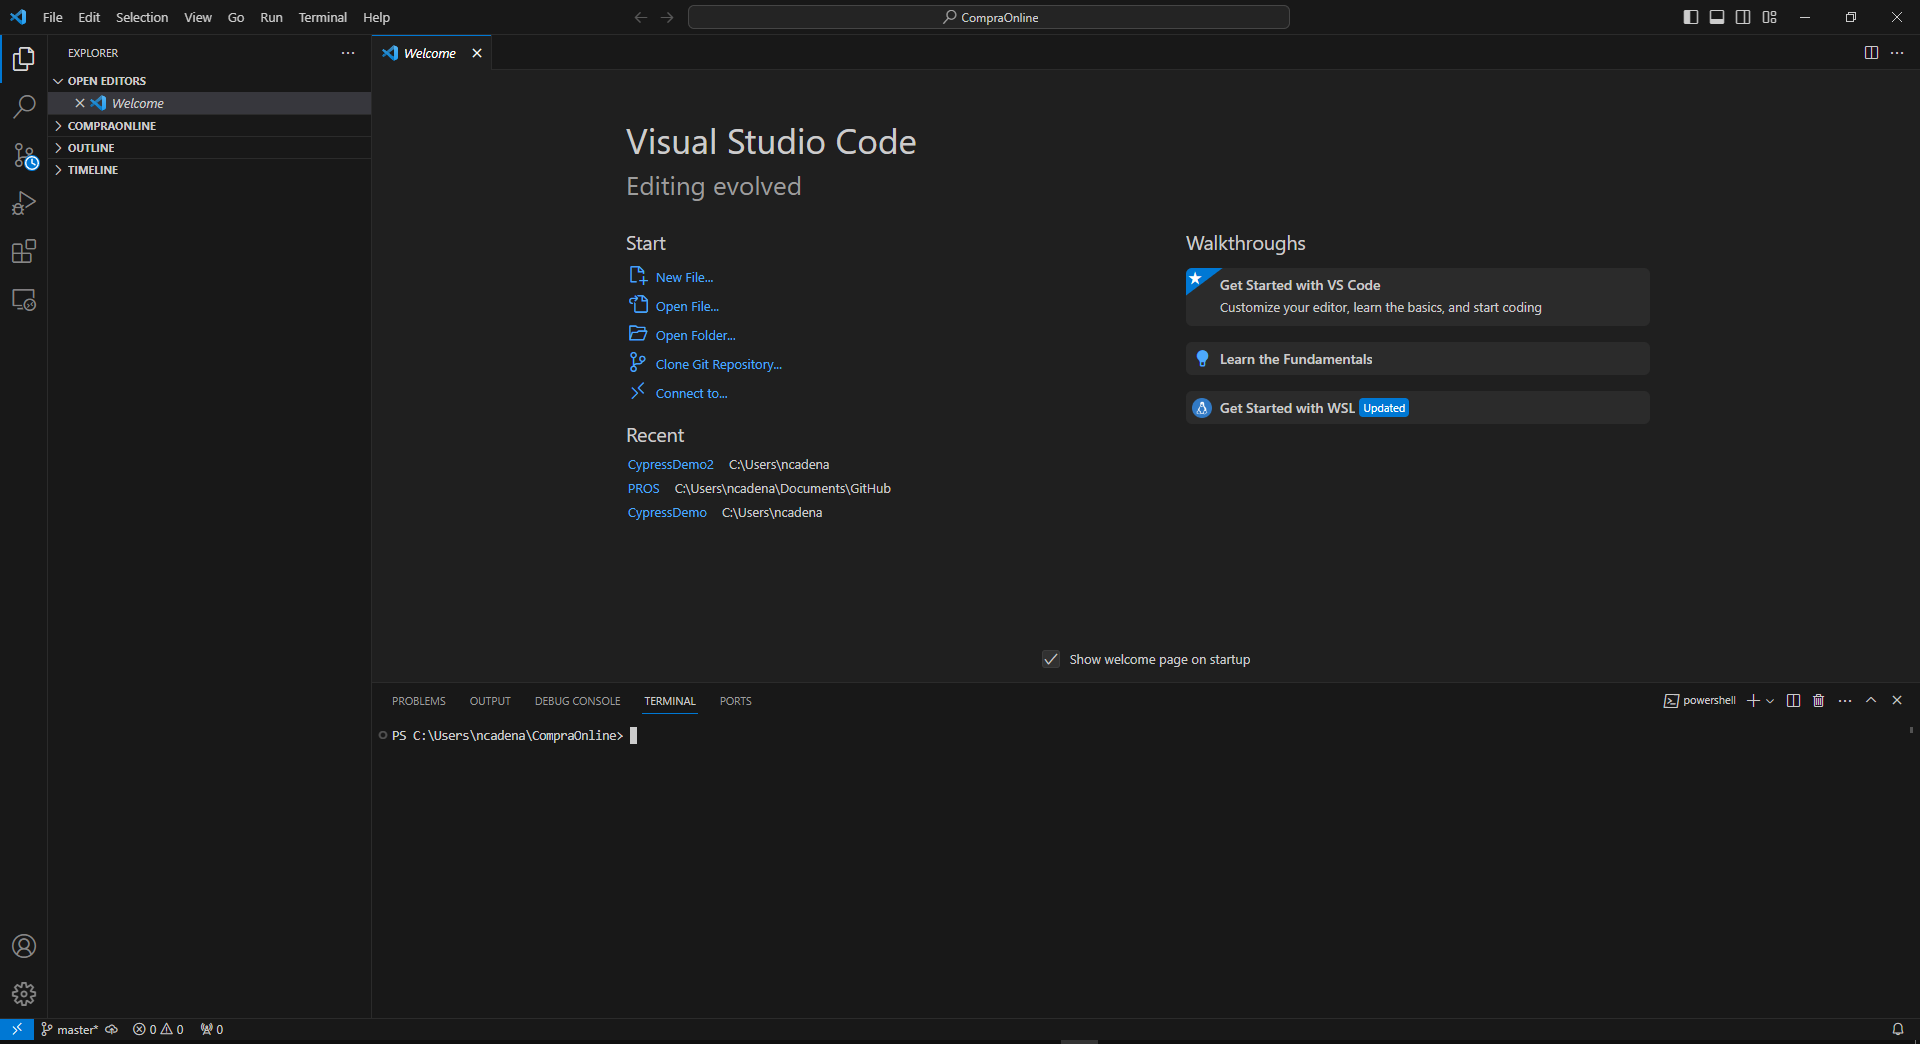 File Edit Selection View Go Run Terminal Help
CompraOnline
EXPLORER
OPEN EDITORS
Welcome
COMPRAONLINE
OUTLINE
TIMELINE
Welcome
Visual Studio Code
Editing evolved
Start
New File...
Open File...
Open Folder...
Clone Git Repository...
Connect to...
Recent
CypressDemo2 C:\Users\ncadena
PROS C:\Users\ncadena\Documents\GitHub
CypressDemo C:\Users\ncadena
Walkthroughs
Get Started with VS Code
Customize your editor, learn the basics, and start coding
Learn the Fundamentals
Get Started with WSL Updated
Show welcome page on startup
PROBLEMS OUTPUT DEBUG CONSOLE TERMINAL PORTS
powershell
PS C:\Users\ncadena\CompraOnline>
master* 0 0 0